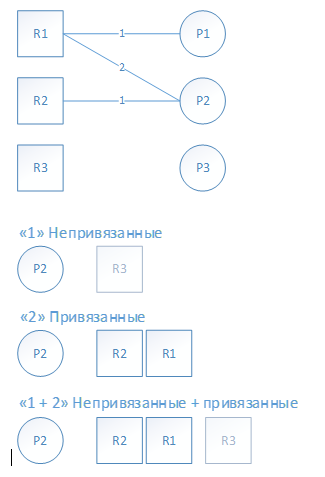 R1 1 P1
2
R2 1 P2
R3 P3
«1» Непривязанные
P2 R3
«2» Привязанные
P2 R2 R1
«1 + 2» Непривязанные + привязанные
P2 R2 R1 R3